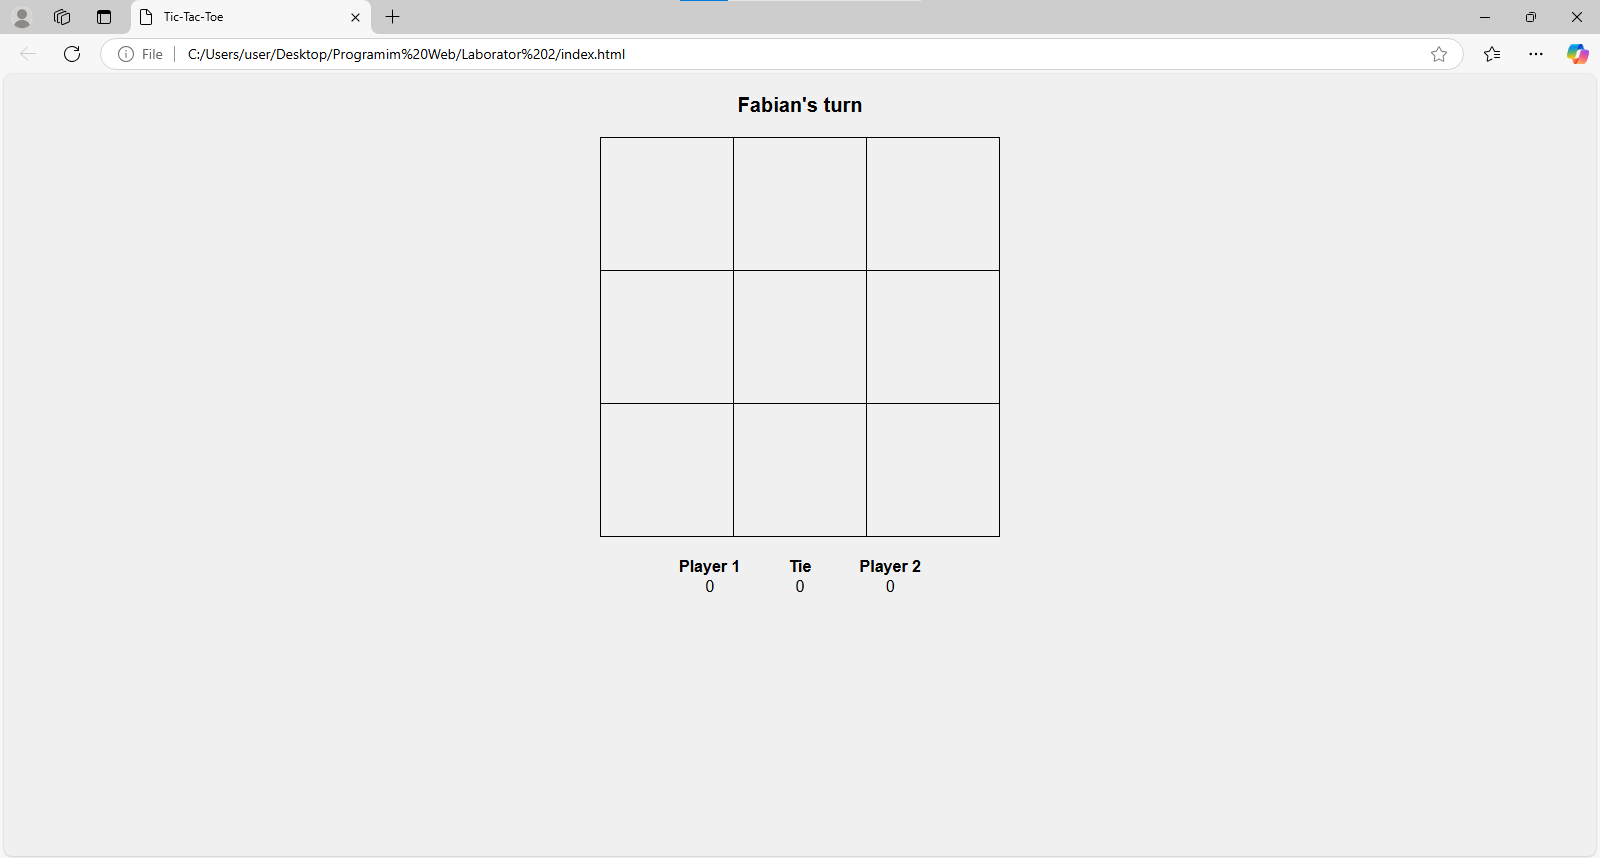 Tic-Tac-Toe
File C:/Users/user/Desktop/Programim%20Web/Laborator%202/index.html
Fabian's turn
Player 1 Tie Player 2
0 0 0